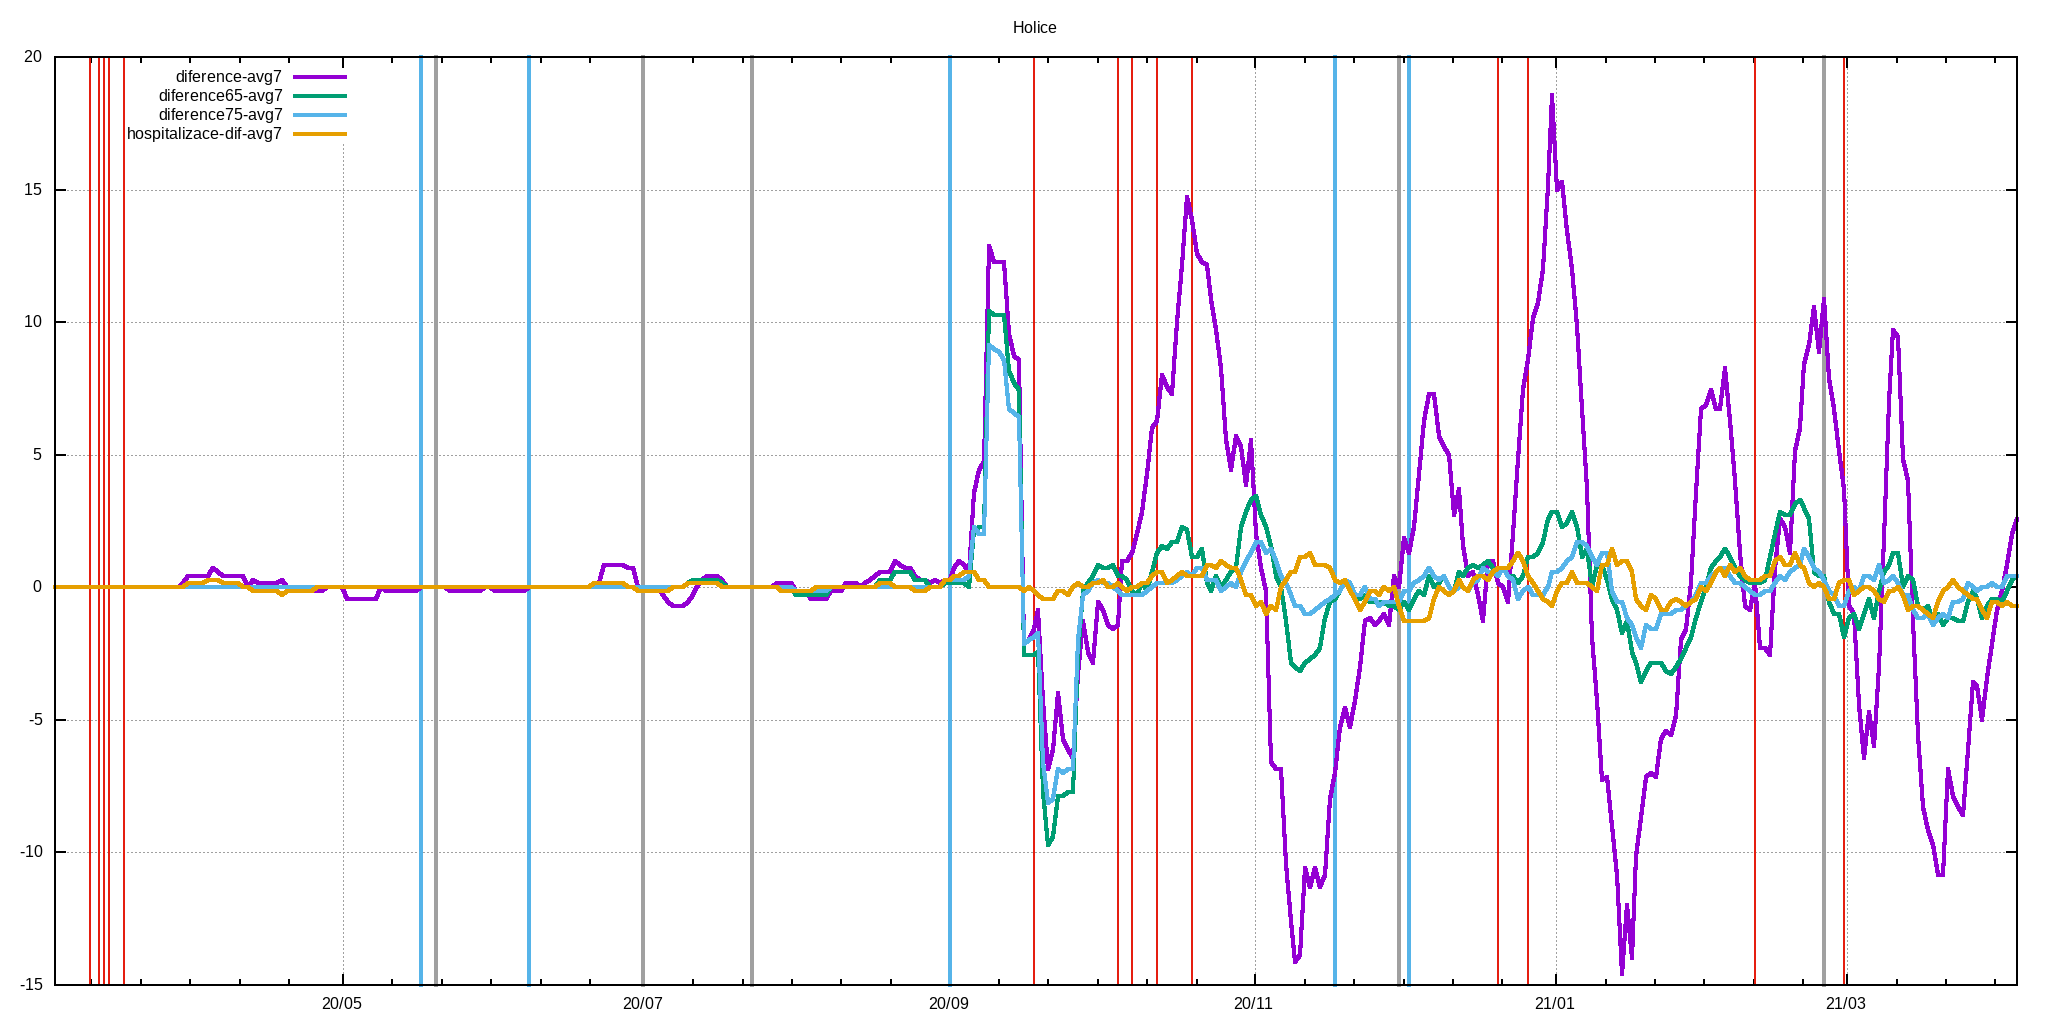 Holice
20
diference-avg7
diference65-avg7
diference75-avg7
hospitalizace-dif-avg7
15
10
5
0
-5
-10
-15
20/05 20/07 20/09 20/11 21/01 21/03